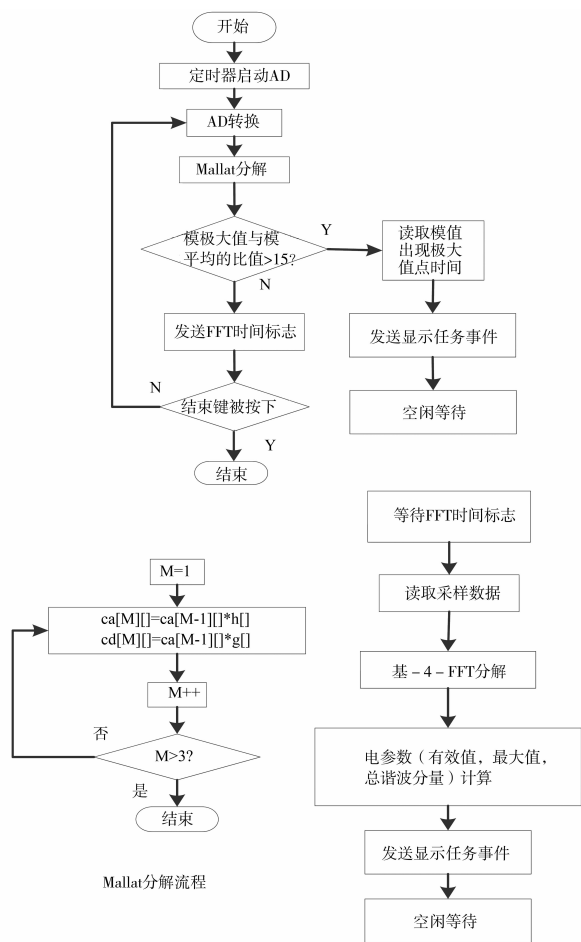 开始
定时器启动AD
AD转换
Mallat分解
模极大值与模
平均的比值>15?
Y
N
读取模值
出现极大
值点时间
发送FFT时间标志
发送显示任务事件
N
结束键被按下
空闲等待
Y
结束
等待FFT时间标志
M=1
读取采样数据
ca[M][]=ca[M-1][]*h[]
cd[M][]=ca[M-1][]*g[]
基－4－FFT分解
M++
否
M>3?
电参数（有效值，最大值，
总谐波分量）计算
是
结束
发送显示任务事件
Mallat分解流程
空闲等待